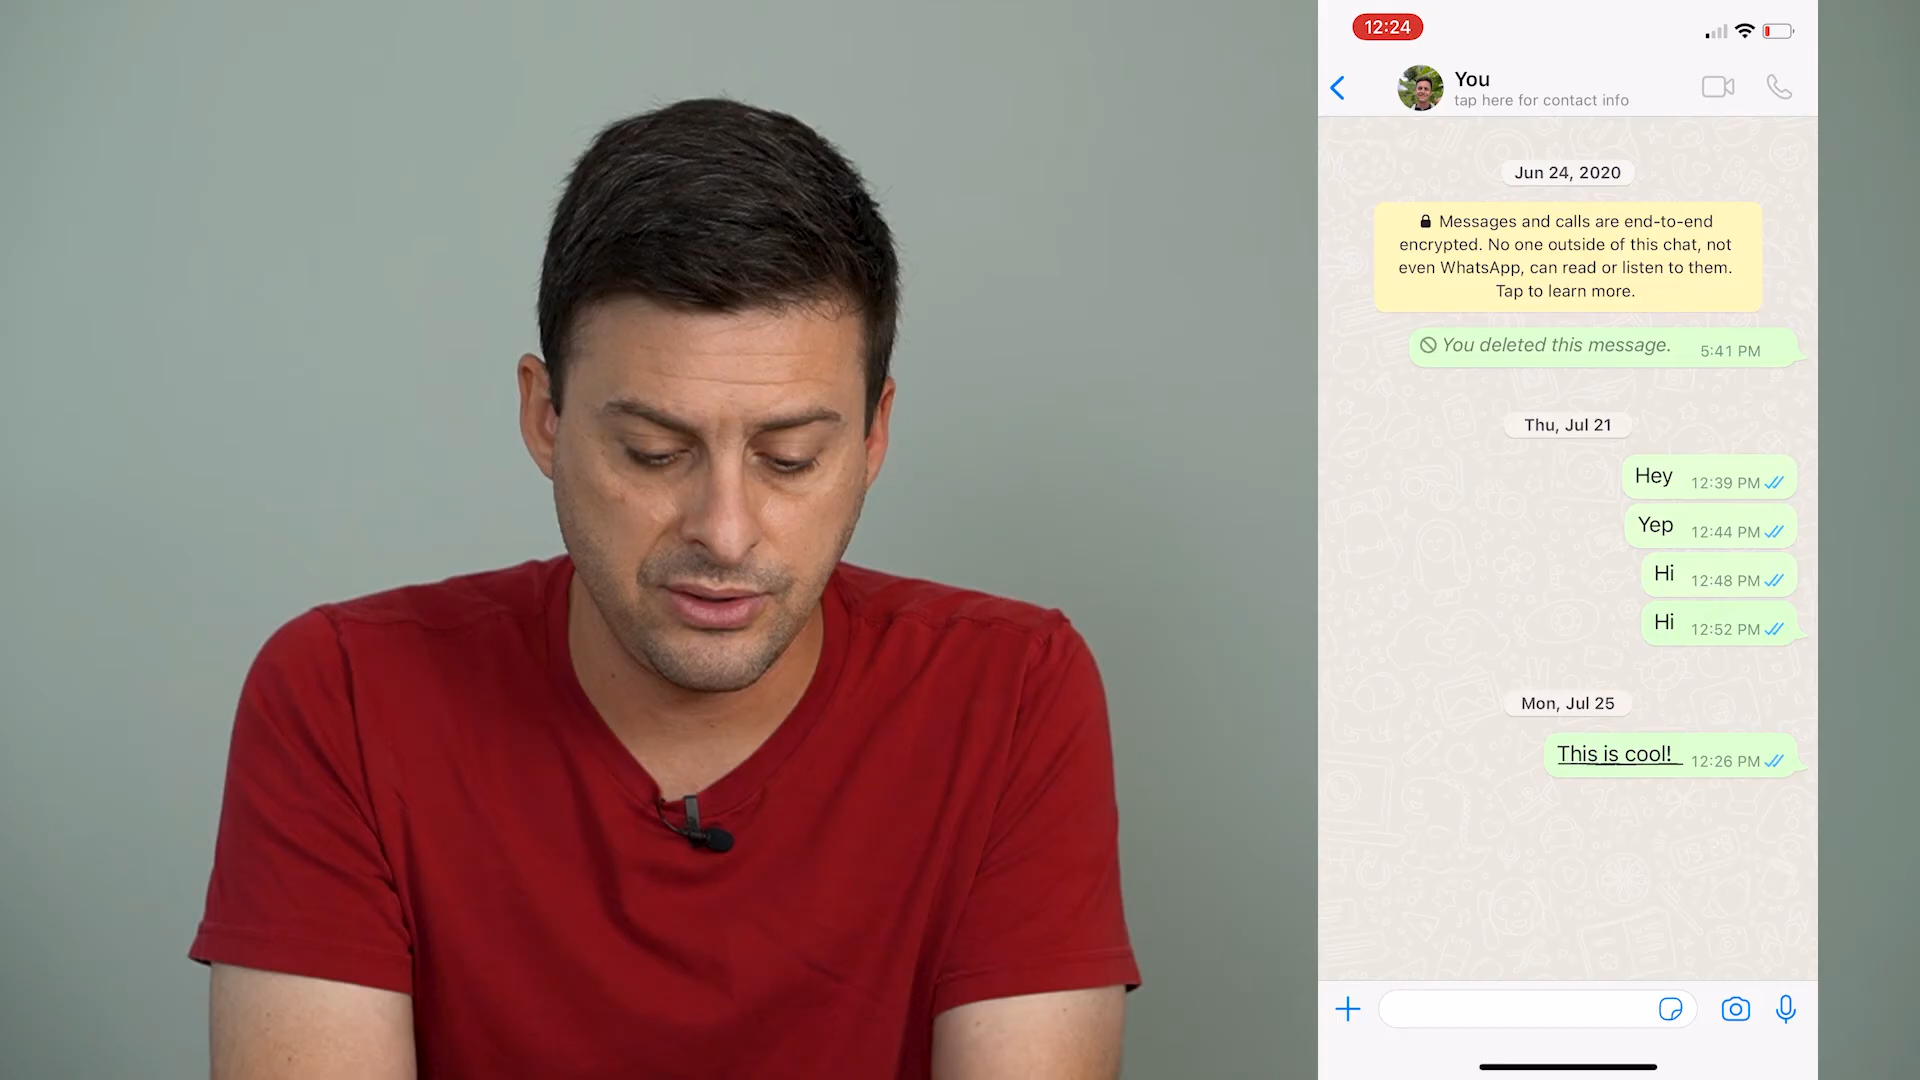 12:24
You
tap here for contact info
Jun 24, 2020
Messages and calls are end-to-end
encrypted. No one outside of this chat, not
even WhatsApp, can read or listen to them.
Tap to learn more.
You deleted this message. 5:41 PM
Thu, Jul 21
Hey 12:39 PM
Yep 12:44 PM
Hi 12:48 PM
Hi 12:52 PM
Mon, Jul 25
This is cool! 12:26 PM